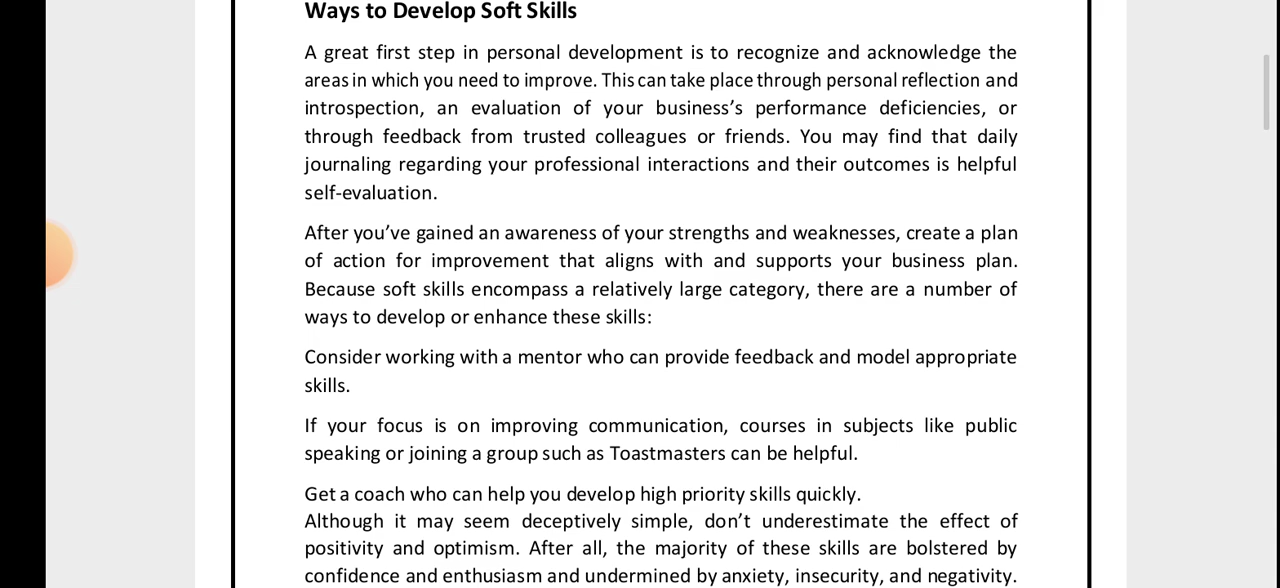 Ways to Develop Soft Skills
A great first step in personal development is to recognize and acknowledge the
areas in which you need to improve. This can take place through personal reflection and
introspection, an evaluation of your business’s performance deficiencies, or
through feedback from trusted colleagues or friends. You may find that daily
journaling regarding your professional interactions and their outcomes is helpful
self-evaluation.
After you’ve gained an awareness of your strengths and weaknesses, create a plan
of action for improvement that aligns with and supports your business plan.
Because soft skills encompass a relatively large category, there are a number of
ways to develop or enhance these skills:
Consider working with a mentor who can provide feedback and model appropriate
skills.
If your focus is on improving communication, courses in subjects like public
speaking or joining a group such as Toastmasters can be helpful.
Get a coach who can help you develop high priority skills quickly.
Although it may seem deceptively simple, don’t underestimate the effect of
positivity and optimism. After all, the majority of these skills are bolstered by
confidence and enthusiasm and undermined by anxiety, insecurity, and negativity.